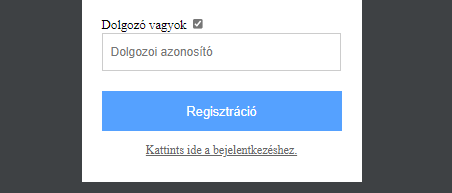 Dolgozó vagyok
Dolgozoi azonosító
Regisztráció
Kattints ide a bejelentkezéshez.